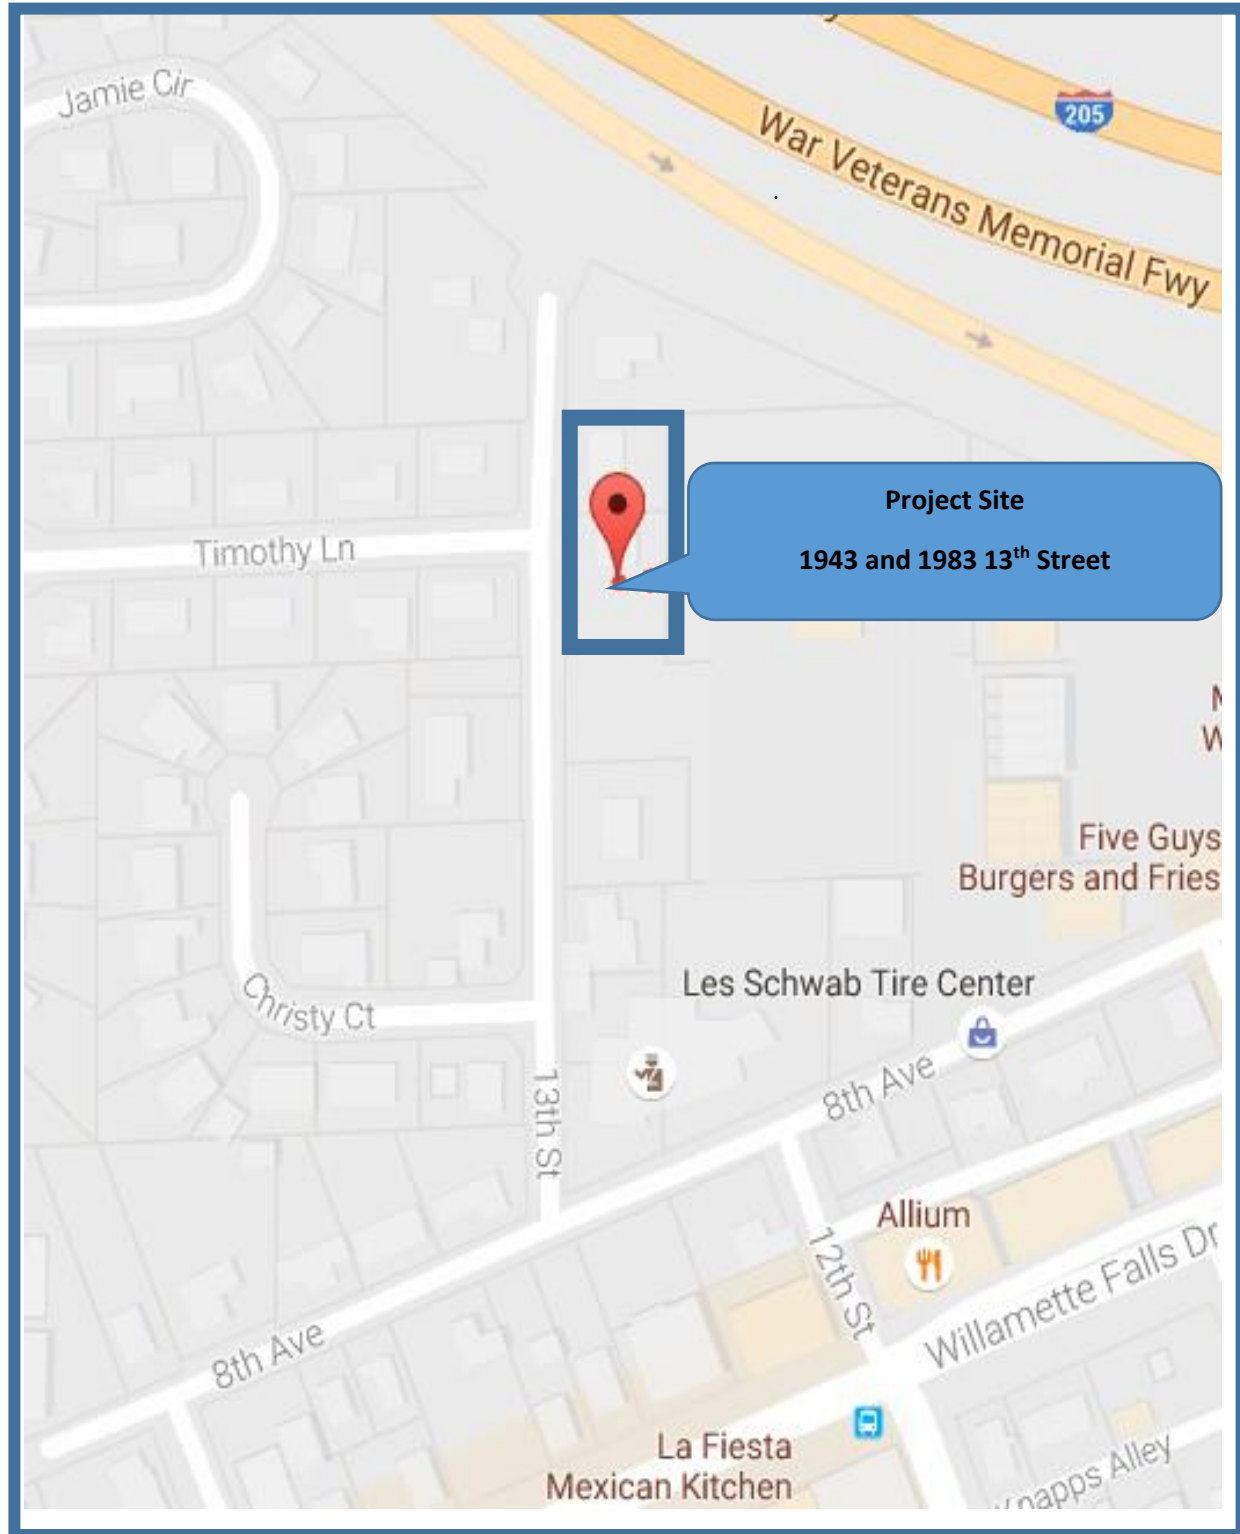 Jamie Cir
205
War Veterans Memorial Fwy
Project Site
1943 and 1983 13th Street
Timothy Ln
Five Guys
Burgers and Fries
Les Schwab Tire Center
Christy Ct
13th St
8th Ave
Allium
12th St
Willamette Falls Dr
8th Ave
La Fiesta
Mexican Kitchen
Knapps Alley